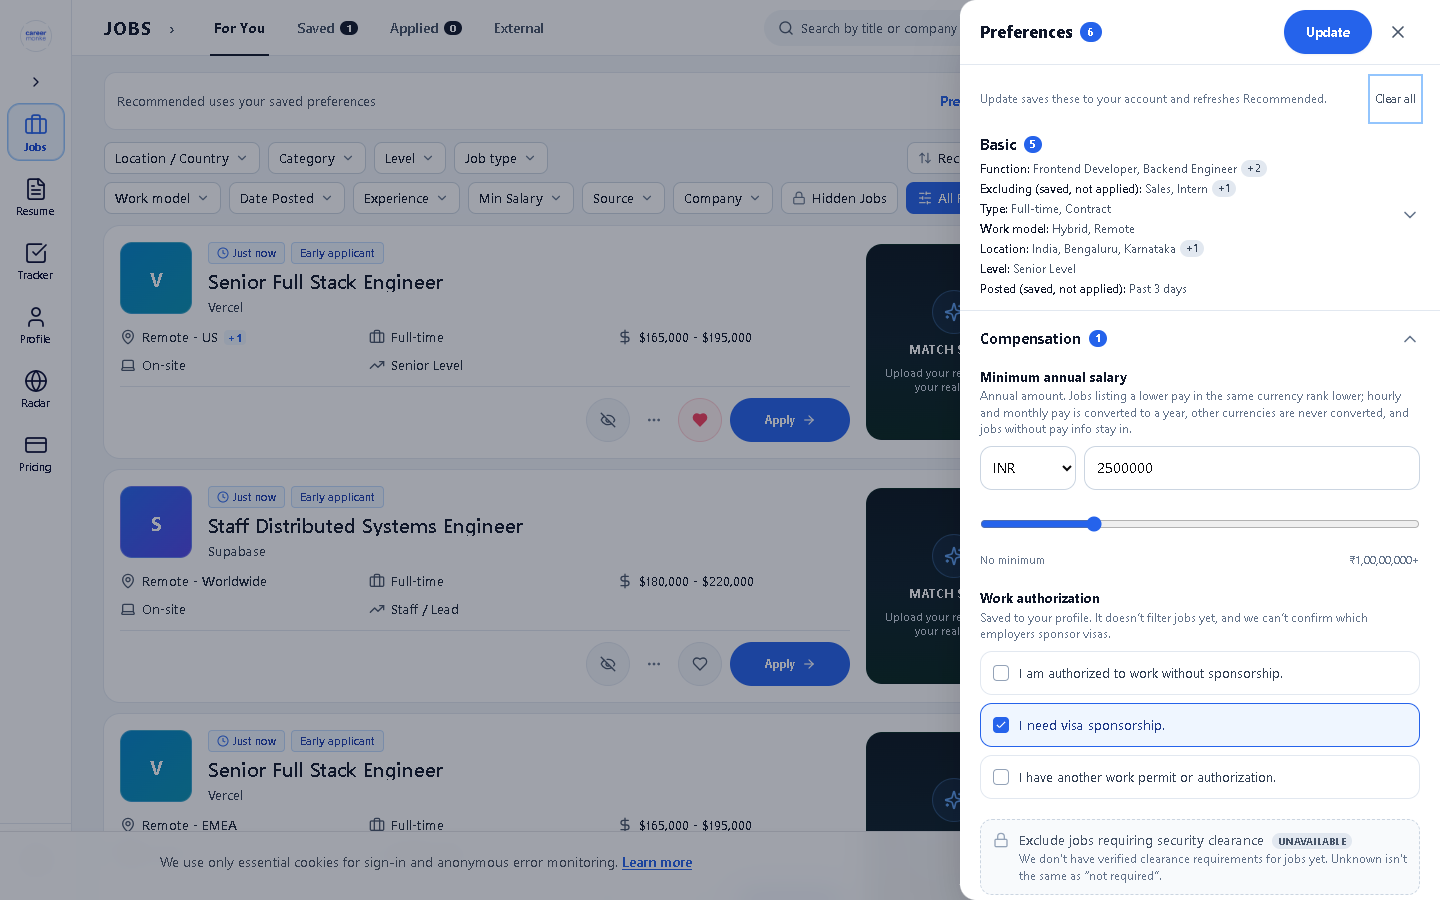 career
monke
Jobs
Resume
Tracker
Profile
Radar
Pricing
JOBS
For You
Saved 1
Applied 0
External
Search by title or company
Recommended uses your saved preferences
Location / Country
Category
Level
Job type
Work model
Date Posted
Experience
Min Salary
Source
Company
Hidden Jobs
V
Just now
Early applicant
Senior Full Stack Engineer
Vercel
Remote - US +1
Full-time
$165,000 - $195,000
On-site
Senior Level
Apply
S
Just now
Early applicant
Staff Distributed Systems Engineer
Supabase
Remote - Worldwide
Full-time
$180,000 - $220,000
On-site
Staff / Lead
Apply
V
Just now
Early applicant
Senior Full Stack Engineer
Vercel
Remote - EMEA
Full-time
$165,000 - $195,000
We use only essential cookies for sign-in and anonymous error monitoring. Learn more
Preferences 6
Update
Update saves these to your account and refreshes Recommended.
Clear all
Basic 5
Function: Frontend Developer, Backend Engineer +2
Excluding (saved, not applied): Sales, Intern +1
Type: Full-time, Contract
Work model: Hybrid, Remote
Location: India, Bengaluru, Karnataka +1
Level: Senior Level
Posted (saved, not applied): Past 3 days
Compensation 1
Minimum annual salary
Annual amount. Jobs listing a lower pay in the same currency rank lower; hourly
and monthly pay is converted to a year, other currencies are never converted, and
jobs without pay info stay in.
INR
2500000
No minimum
₹1,00,00,000+
Work authorization
Saved to your profile. It doesn't filter jobs yet, and we can't confirm which
employers sponsor visas.
I am authorized to work without sponsorship.
I need visa sponsorship.
I have another work permit or authorization.
Exclude jobs requiring security clearance UNAVAILABLE
We don't have verified clearance requirements for jobs yet. Unknown isn't
the same as "not required".